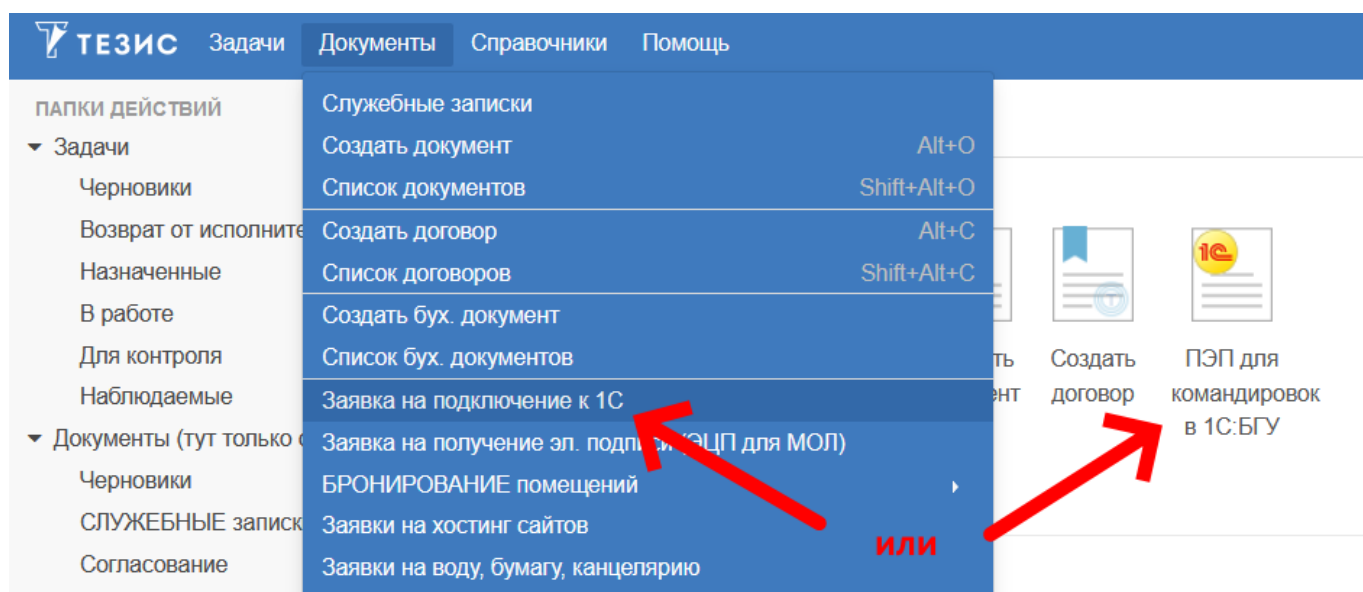 ТЕЗИС Задачи Документы Справочники Помощь
ПАПКИ ДЕЙСТВИЙ
Задачи
Черновики
Возврат от исполните
Назначенные
В работе
Для контроля
Наблюдаемые
Документы (тут только
Черновики
СЛУЖЕБНЫЕ записк
Согласование
Служебные записки
Создать документ Alt+O
Список документов Shift+Alt+O
Создать договор Alt+C
Список договоров Shift+Alt+C
Создать бух. документ
Список бух. документов
Заявка на подключение к 1С
Заявка на получение эл. подписи (ЭЦП для МОЛ)
БРОНИРОВАНИЕ помещений
Заявки на хостинг сайтов
Заявки на воду, бумагу, канцелярию
или
ть
ент
Создать
договор
1С
ПЭП для
командировок
в 1С:БГУ